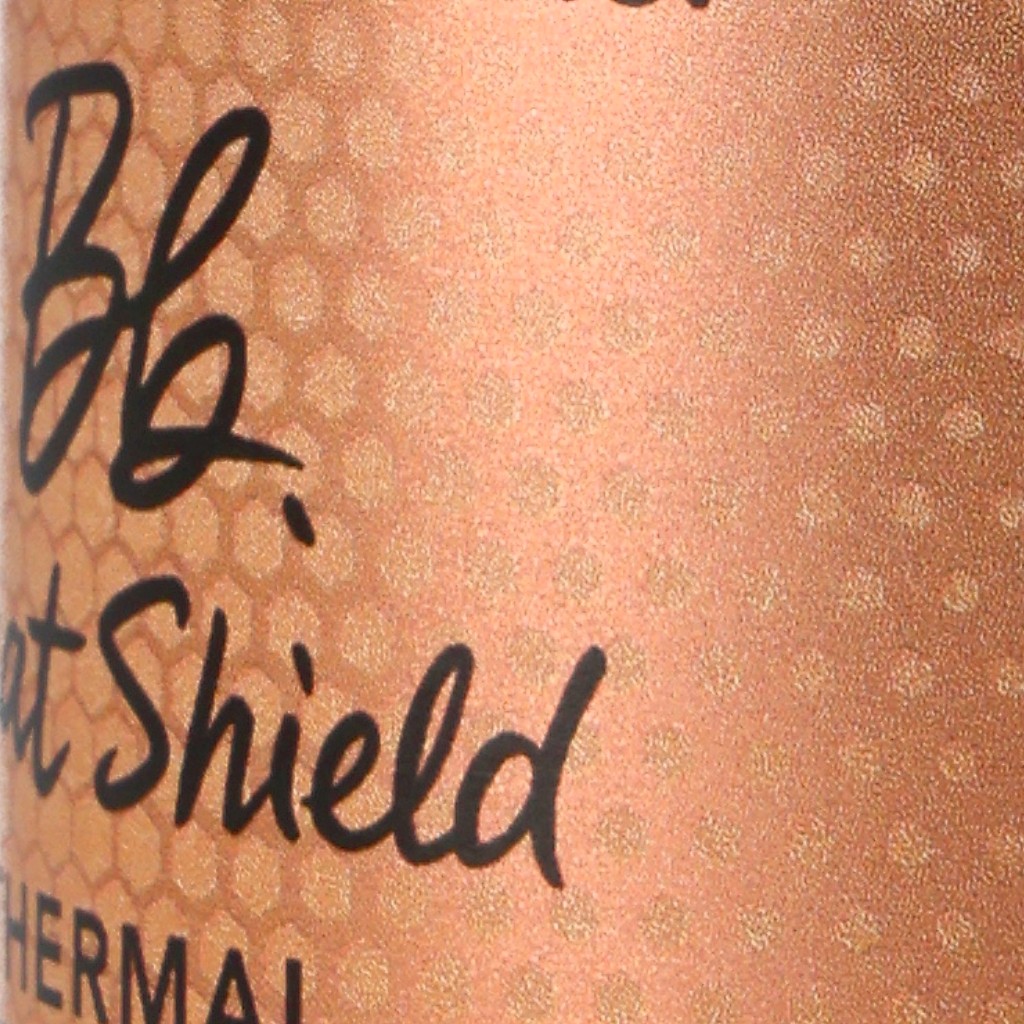 Bb.
at Shield
HERMAL